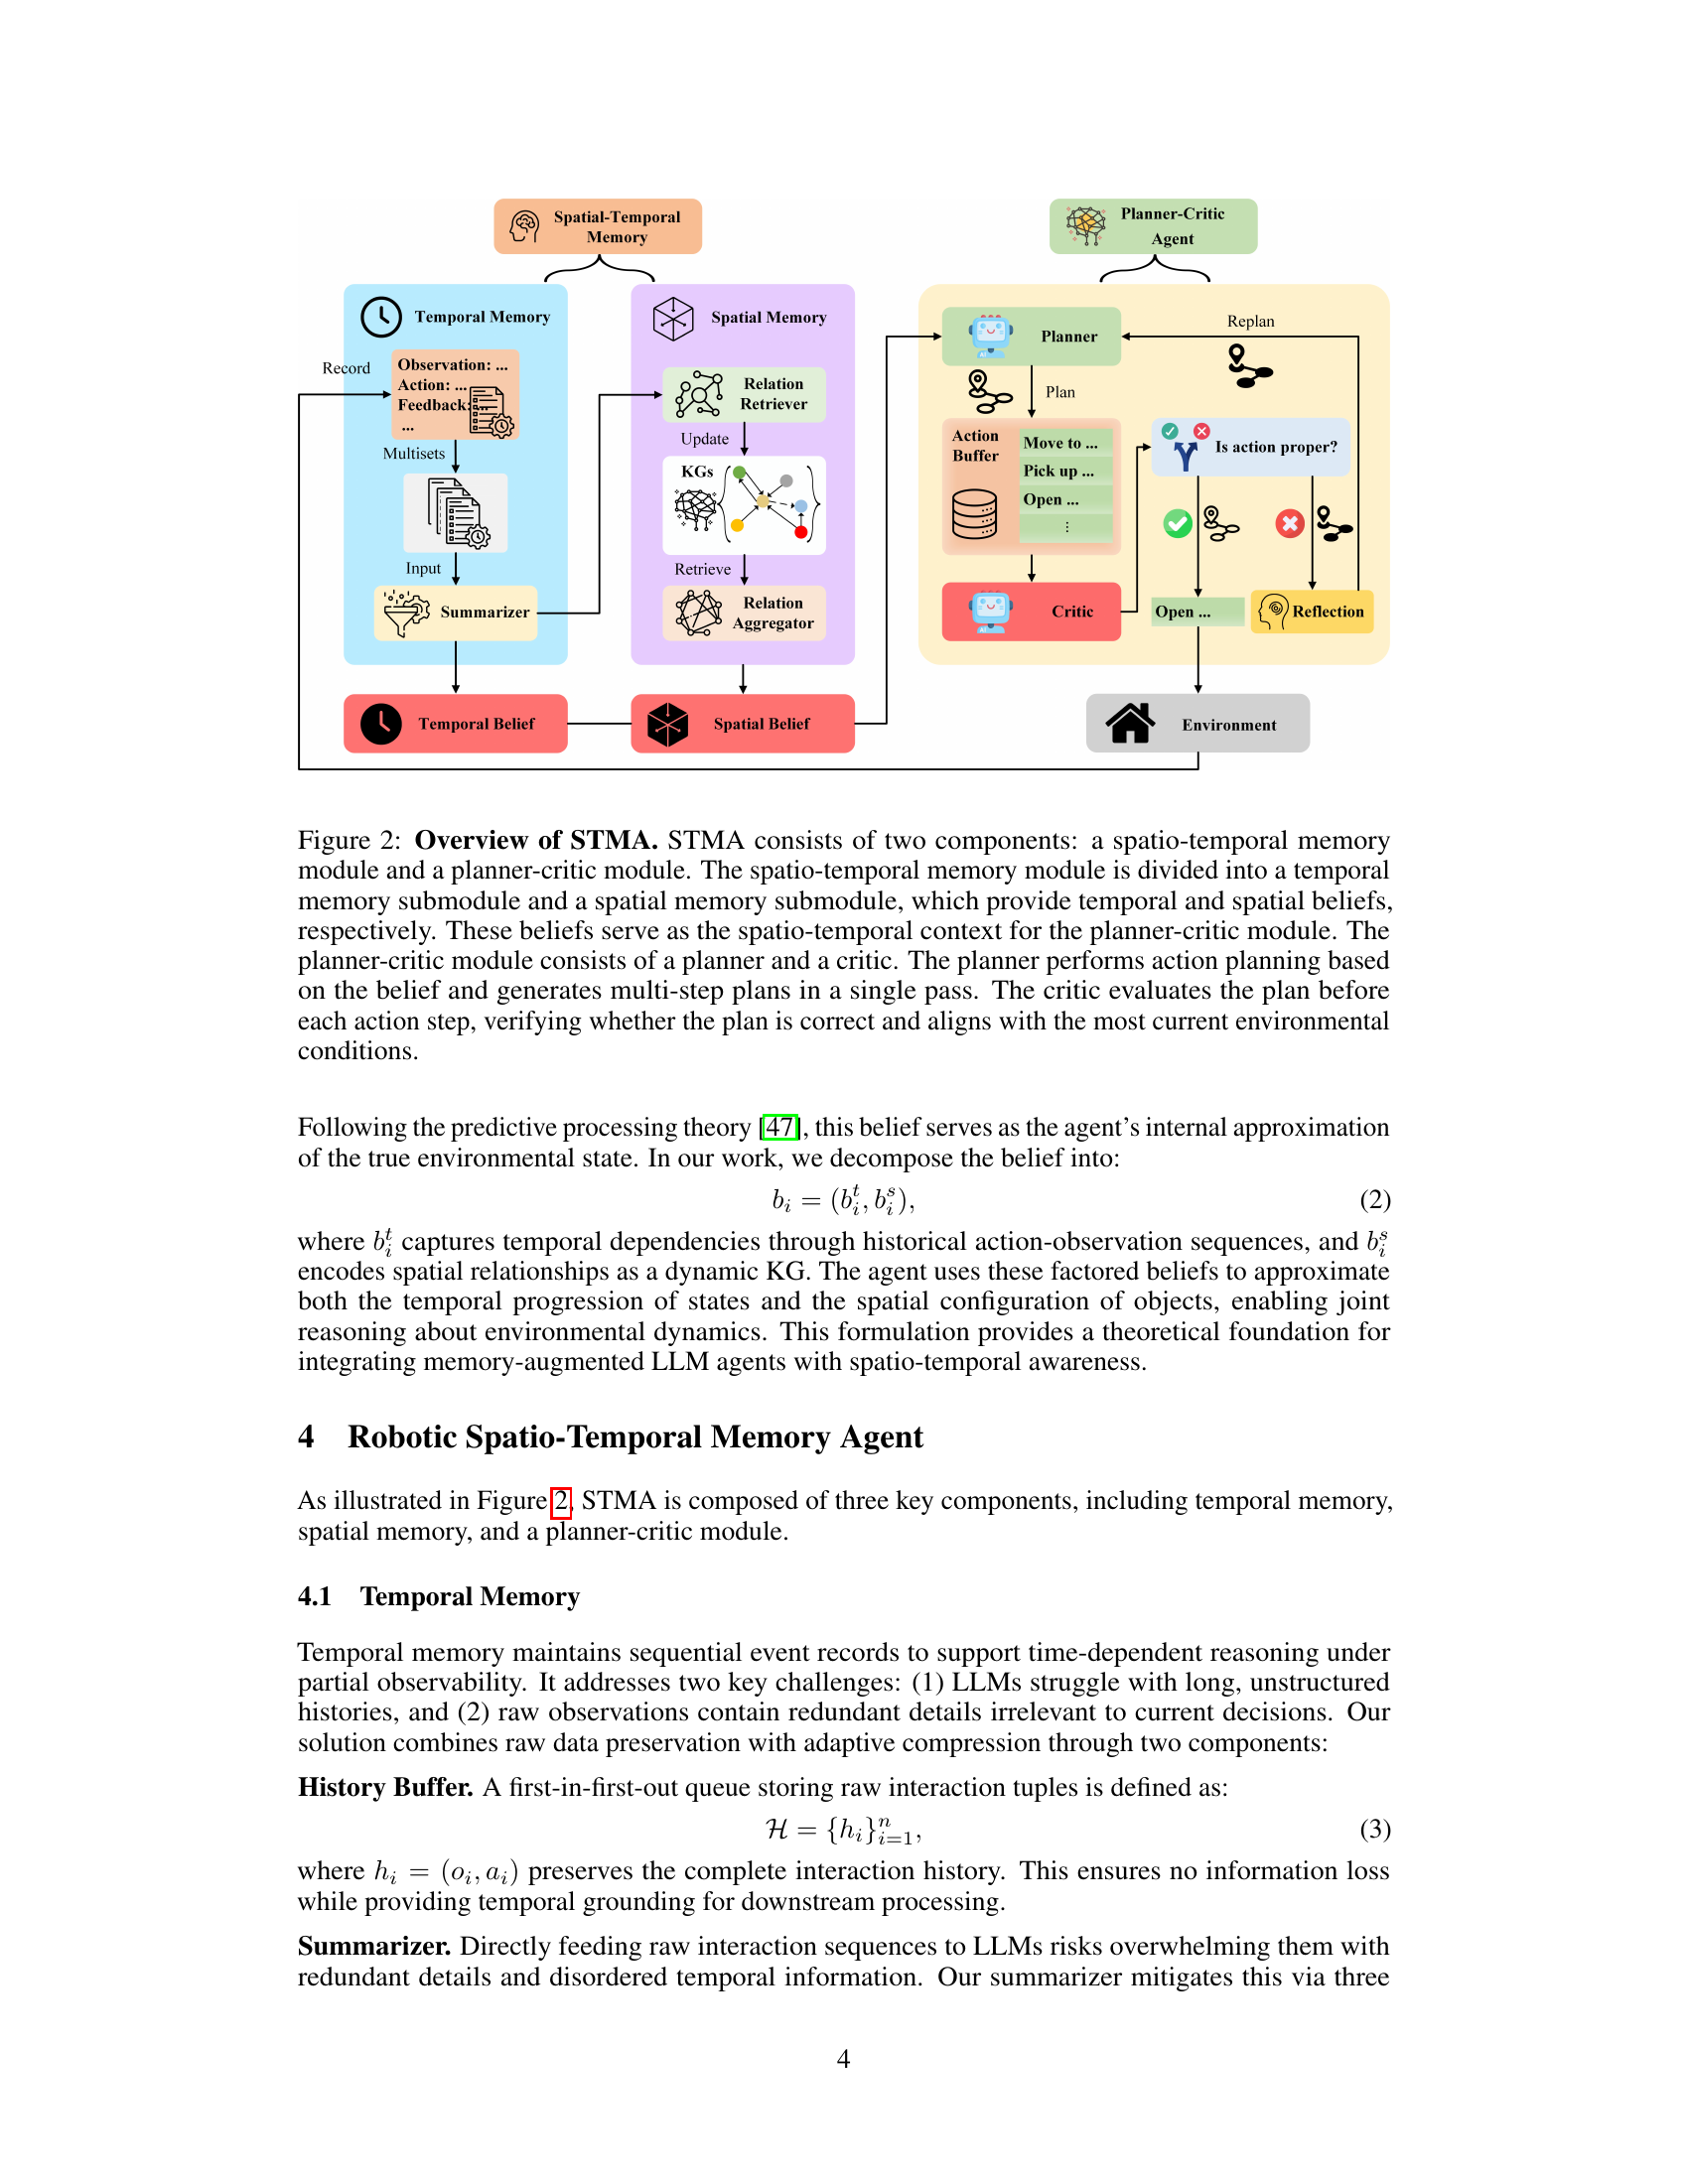 Spatial-Temporal
Memory
Planner-Critic
Agent
Temporal Memory
Record
Observation: ...
Action: ...
Feedback: ...
...
Multisets
Input
Summarizer
Temporal Belief
Spatial Memory
Relation
Retriever
Update
KGs
Retrieve
Relation
Aggregator
Spatial Belief
Planner
Replan
Plan
Action
Buffer
Move to ...
Pick up ...
Open ...
⋮
Critic
Is action proper?
Open ...
Reflection
Environment
Figure 2: Overview of STMA. STMA consists of two components: a spatio-temporal memory
module and a planner-critic module. The spatio-temporal memory module is divided into a temporal
memory submodule and a spatial memory submodule, which provide temporal and spatial beliefs,
respectively. These beliefs serve as the spatio-temporal context for the planner-critic module. The
planner-critic module consists of a planner and a critic. The planner performs action planning based
on the belief and generates multi-step plans in a single pass. The critic evaluates the plan before
each action step, verifying whether the plan is correct and aligns with the most current environmental
conditions.
Following the predictive processing theory [47], this belief serves as the agent's internal approximation
of the true environmental state. In our work, we decompose the belief into:
b_i = (b_i^t, b_i^s), (2)
where b_i^t captures temporal dependencies through historical action-observation sequences, and b_i^s
encodes spatial relationships as a dynamic KG. The agent uses these factored beliefs to approximate
both the temporal progression of states and the spatial configuration of objects, enabling joint
reasoning about environmental dynamics. This formulation provides a theoretical foundation for
integrating memory-augmented LLM agents with spatio-temporal awareness.
4 Robotic Spatio-Temporal Memory Agent
As illustrated in Figure 2, STMA is composed of three key components, including temporal memory,
spatial memory, and a planner-critic module.
4.1 Temporal Memory
Temporal memory maintains sequential event records to support time-dependent reasoning under
partial observability. It addresses two key challenges: (1) LLMs struggle with long, unstructured
histories, and (2) raw observations contain redundant details irrelevant to current decisions. Our
solution combines raw data preservation with adaptive compression through two components:
History Buffer. A first-in-first-out queue storing raw interaction tuples is defined as:
ℋ = {h_i}_{i=1}^n, (3)
where h_i = (o_i, a_i) preserves the complete interaction history. This ensures no information loss
while providing temporal grounding for downstream processing.
Summarizer. Directly feeding raw interaction sequences to LLMs risks overwhelming them with
redundant details and disordered temporal information. Our summarizer mitigates this via three
4